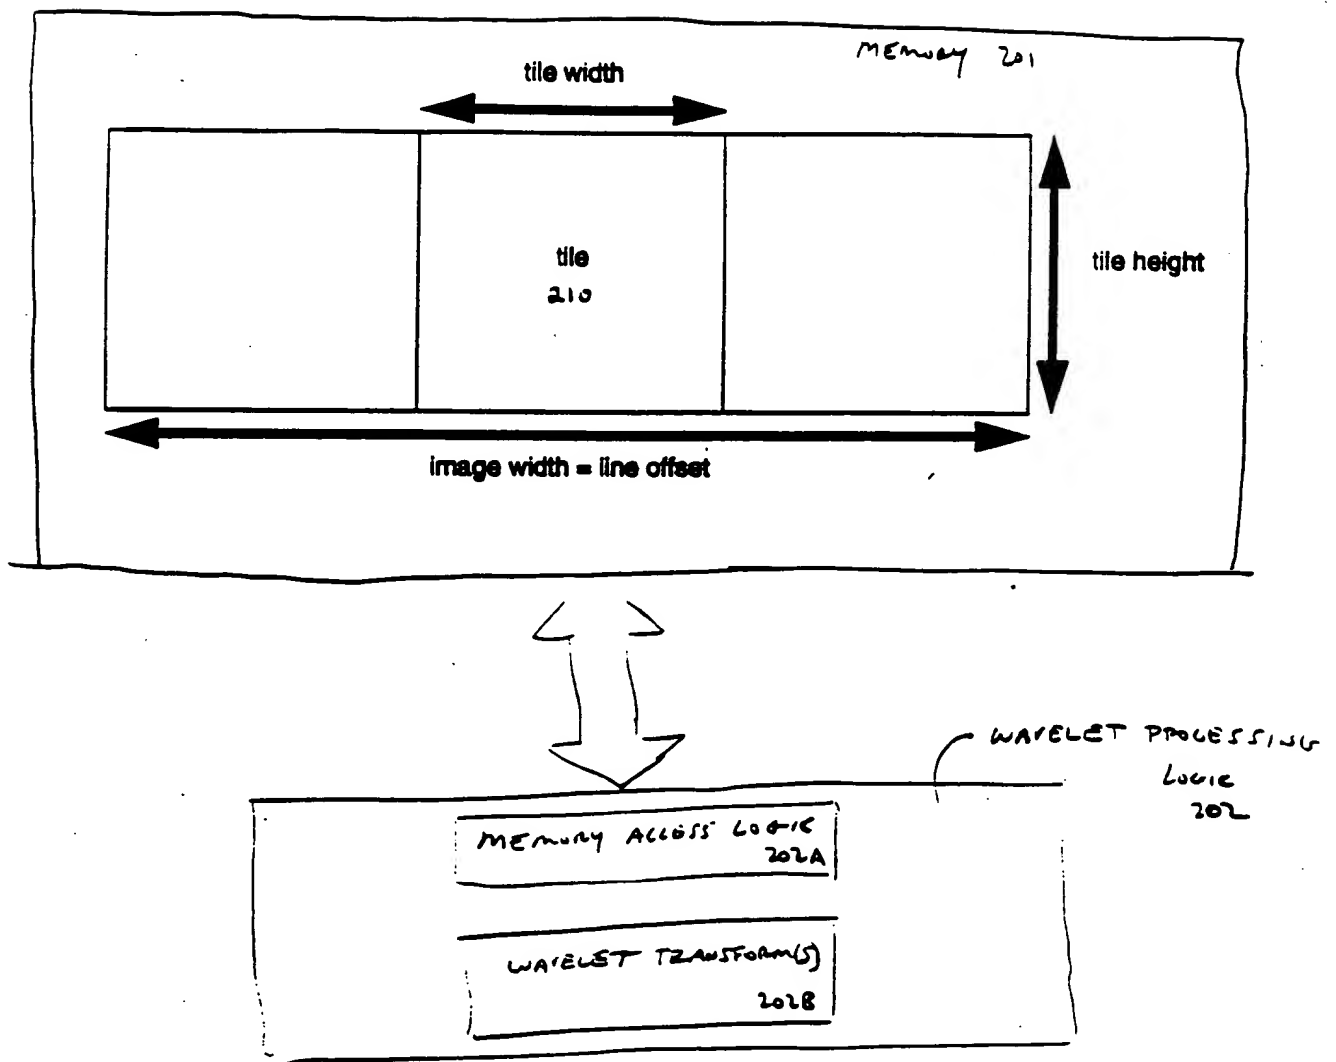 MEMORY 201
tile width
tile
210
tile height
image width = line offset
WAVELET PROCESSING
LOGIC
202
MEMORY ACCESS LOGIC
202A
WAVELET TRANSFORM(S)
202B